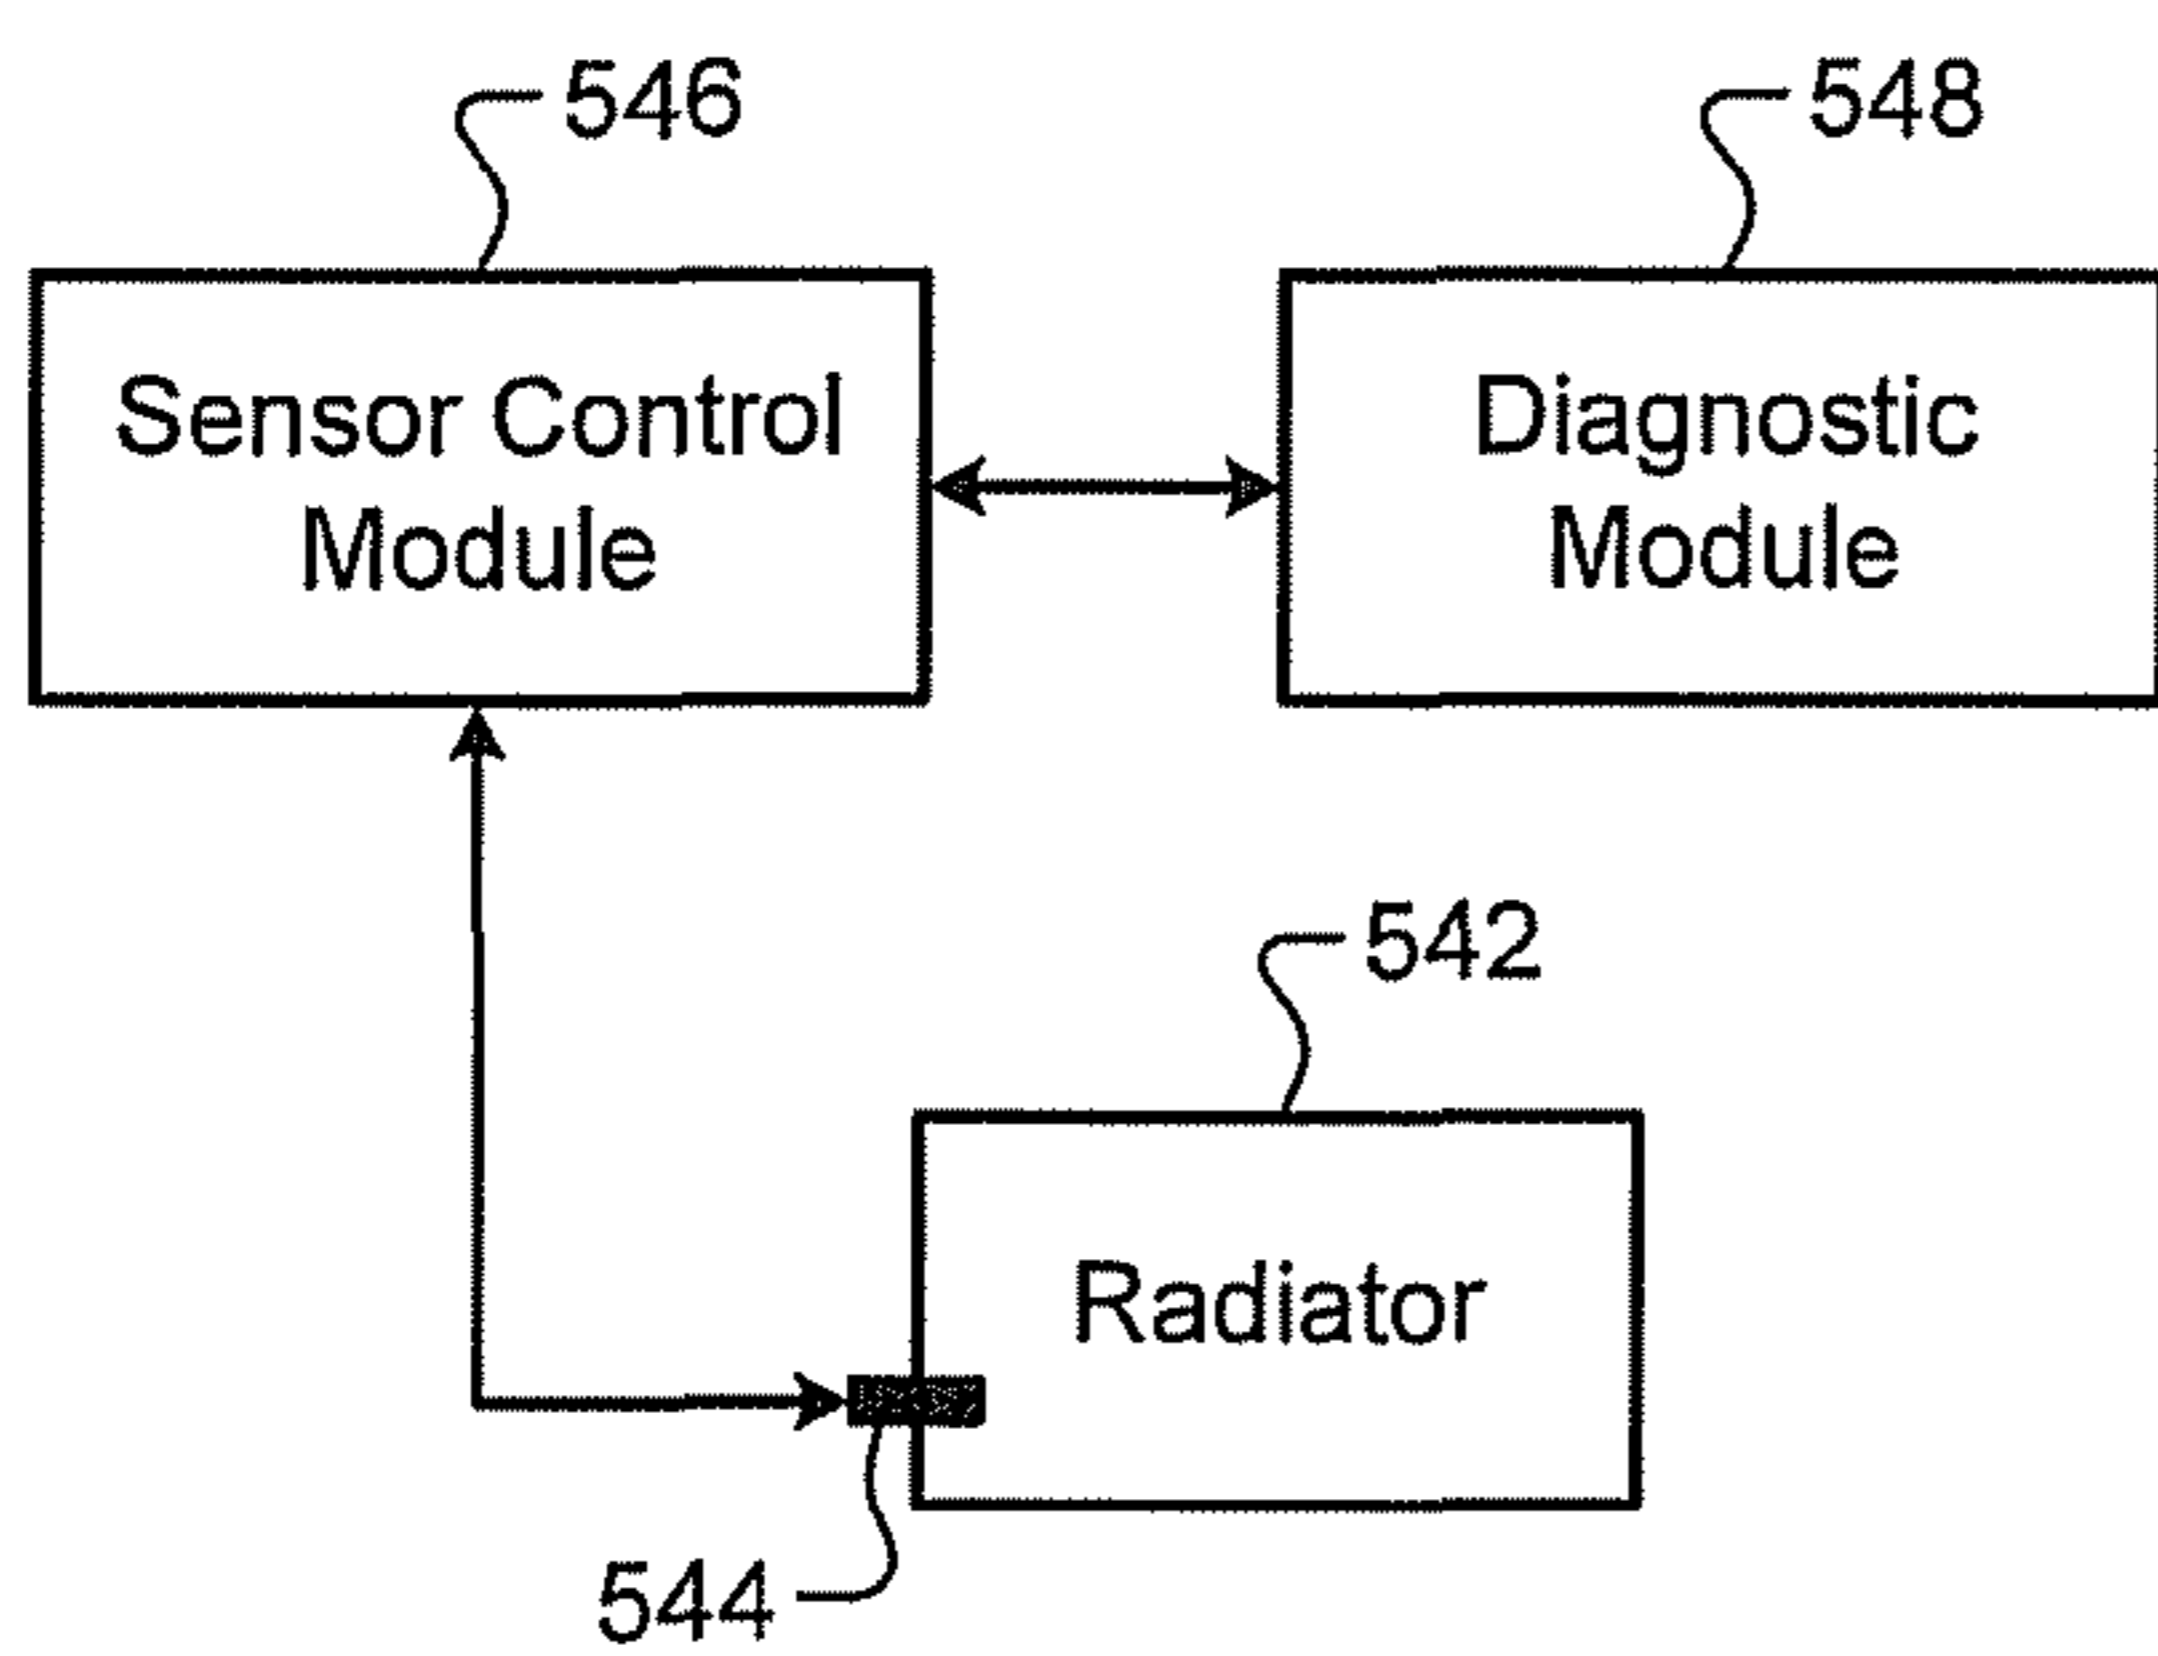 546
548
Sensor Control
Module
Diagnostic
Module
542
Radiator
544